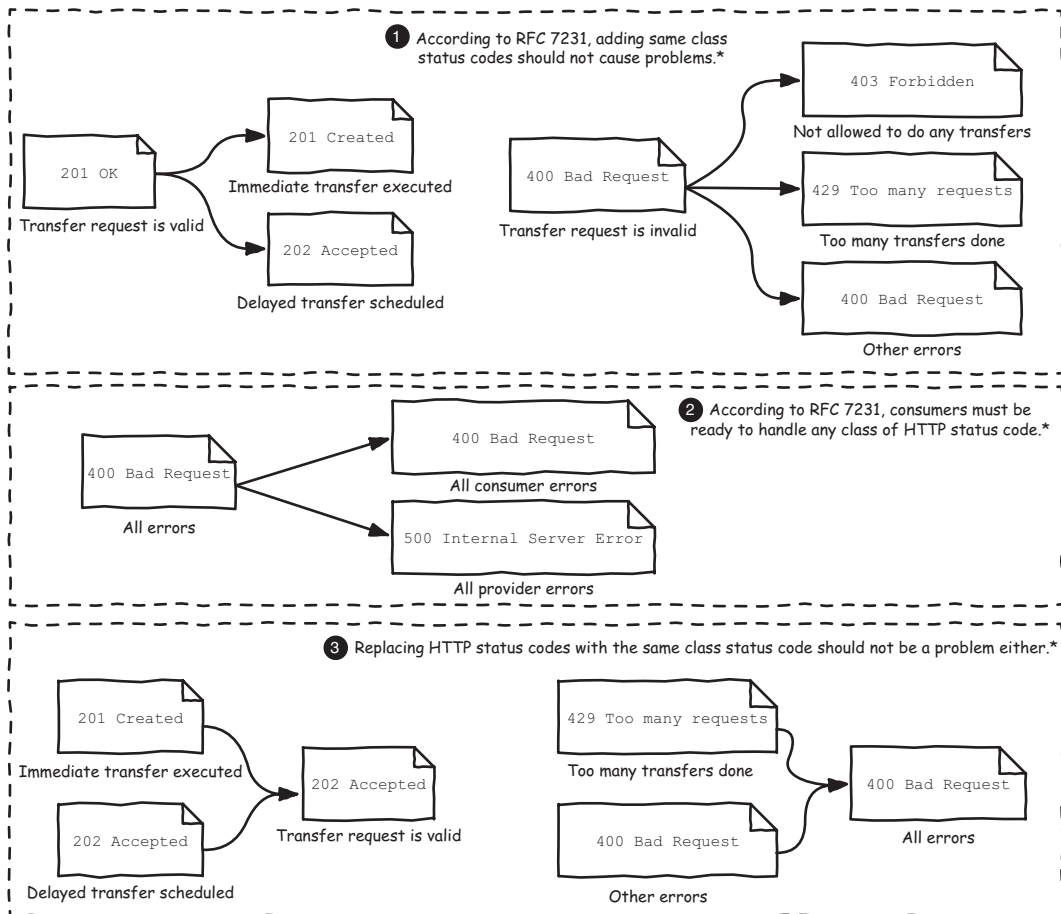 1 According to RFC 7231, adding same class
status codes should not cause problems.*
201 OK
Transfer request is valid
201 Created
Immediate transfer executed
202 Accepted
Delayed transfer scheduled
400 Bad Request
Transfer request is invalid
403 Forbidden
Not allowed to do any transfers
429 Too many requests
Too many transfers done
400 Bad Request
Other errors
2 According to RFC 7231, consumers must be
ready to handle any class of HTTP status code.*
400 Bad Request
All errors
400 Bad Request
All consumer errors
500 Internal Server Error
All provider errors
3 Replacing HTTP status codes with the same class status code should not be a problem either.*
201 Created
Immediate transfer executed
202 Accepted
Delayed transfer scheduled
202 Accepted
Transfer request is valid
429 Too many requests
Too many transfers done
400 Bad Request
Other errors
400 Bad Request
All errors